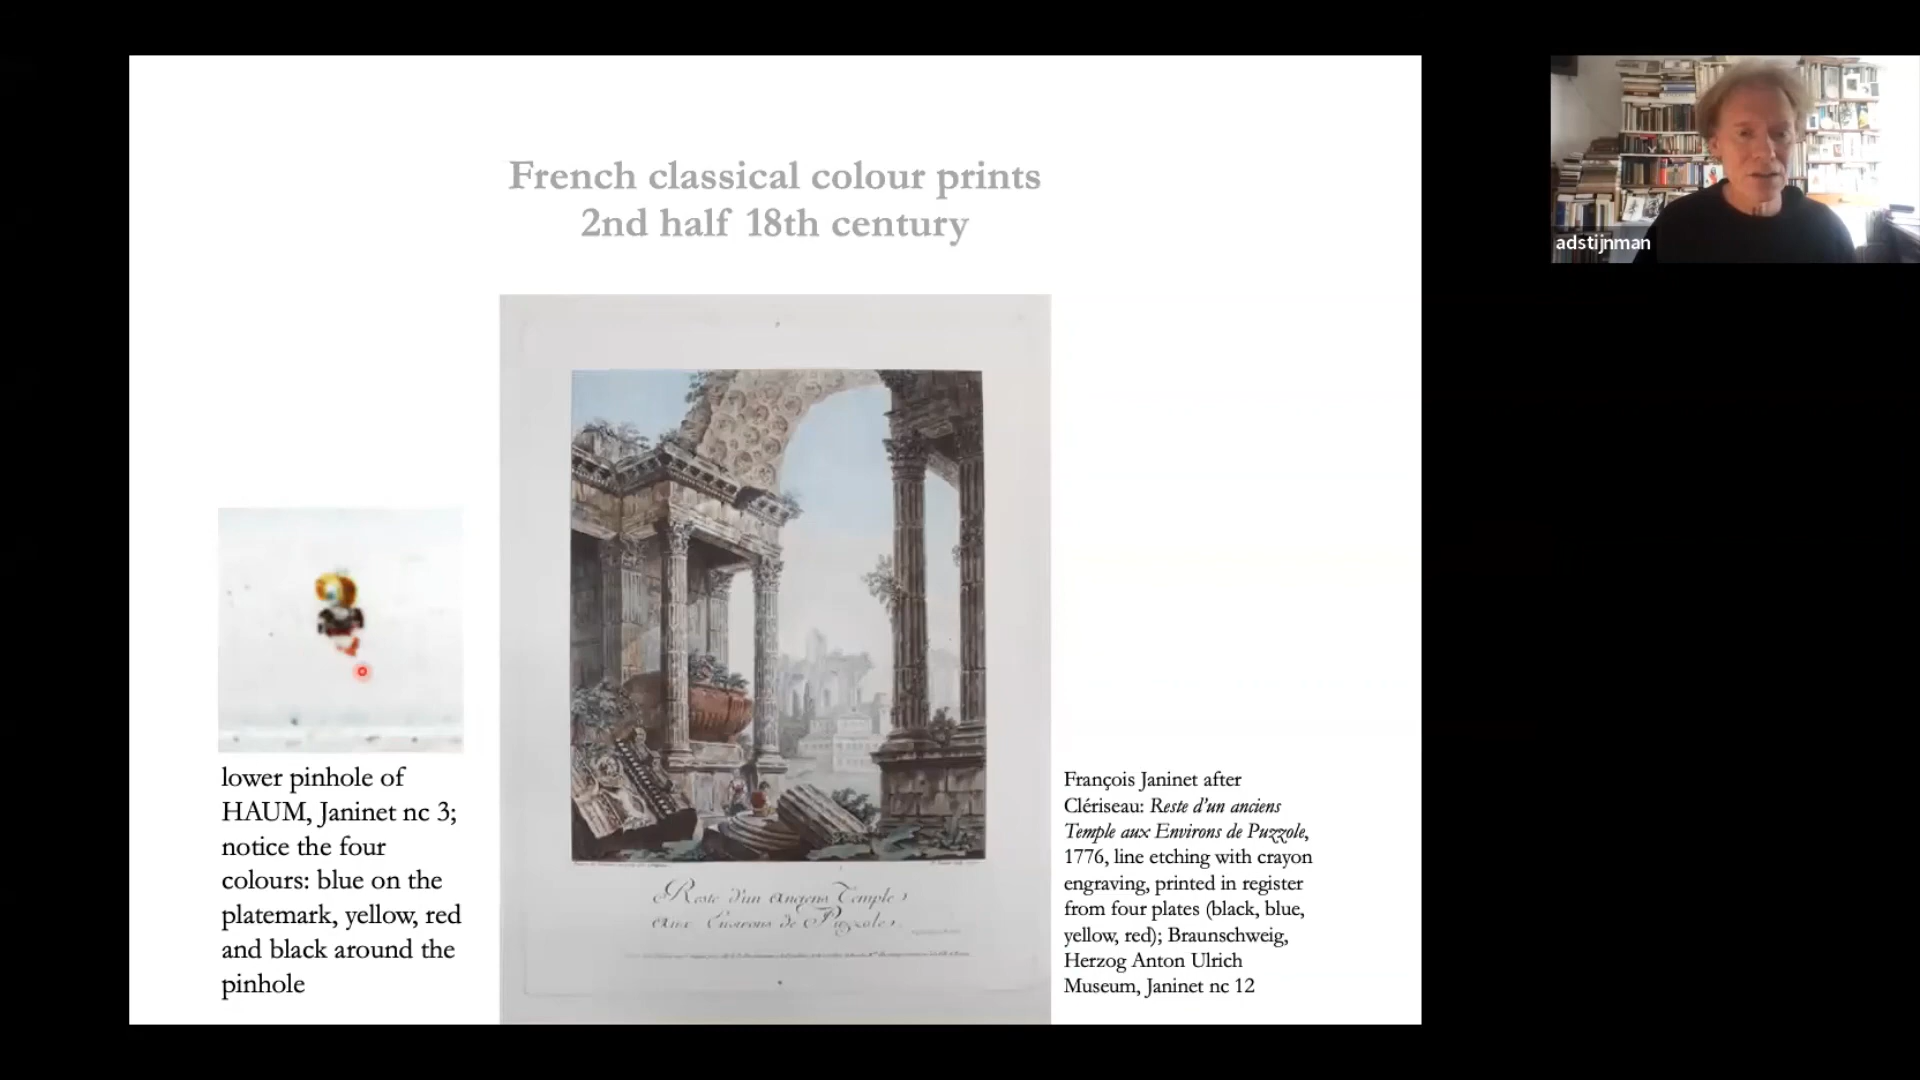 French classical colour prints
2nd half 18th century
adstijnman
lower pinhole of
HAUM, Janinet nc 3;
notice the four
colours: blue on the
platemark, yellow, red
and black around the
pinhole
Reste d'un anciens Temple
aux Environs de Puzzole
François Janinet after
Clériseau: Reste d'un anciens
Temple aux Environs de Puzzole,
1776, line etching with crayon
engraving, printed in register
from four plates (black, blue,
yellow, red); Braunschweig,
Herzog Anton Ulrich
Museum, Janinet nc 12